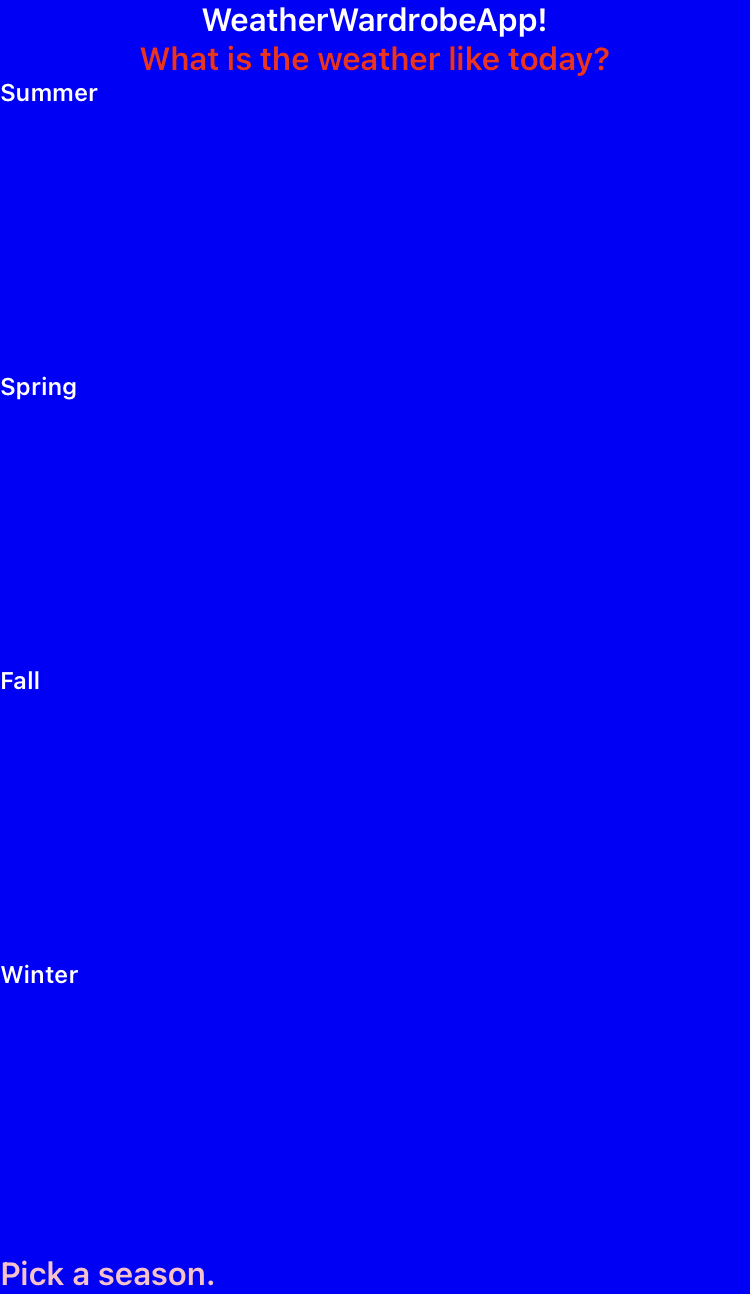 WeatherWardrobeApp!
What is the weather like today?
Summer
Spring
Fall
Winter
Pick a season.